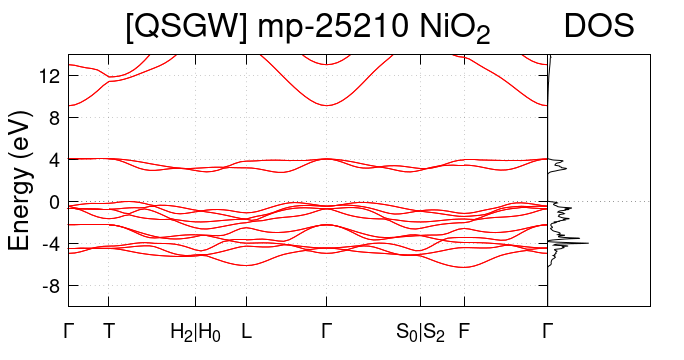 [QSGW] mp-25210 NiO₂ DOS
Energy (eV)
12
8
4
0
-4
-8
Γ T H₂|H₀ L Γ S₀|S₂ F Γ